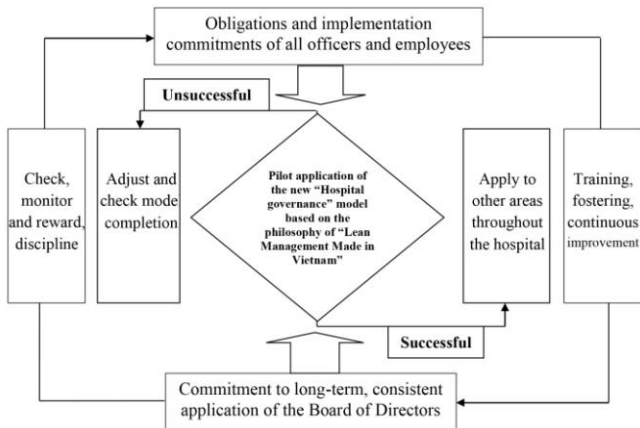 Obligations and implementation
commitments of all officers and employees
Unsuccessful
Check,
monitor
and reward,
discipline
Adjust and
check model
completion
Pilot application of
the new “Hospital
governance” model
based on the
philosophy of “Lean
Management Made in
Vietnam”
Apply to
other areas
throughout
the hospital
Training,
fostering,
continuous
improvement
Successful
Commitment to long-term, consistent
application of the Board of Directors